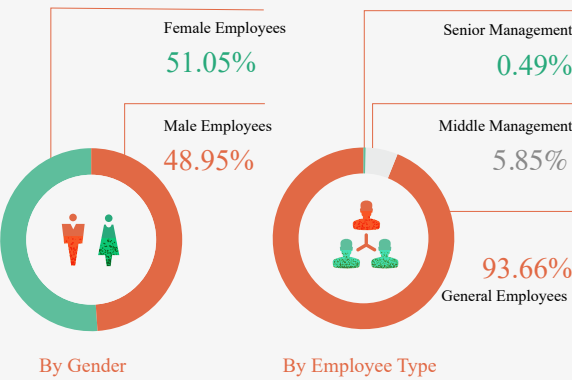 Female Employees
51.05%
Male Employees
48.95%
By Gender
Senior Management
0.49%
Middle Management
5.85%
93.66%
General Employees
By Employee Type